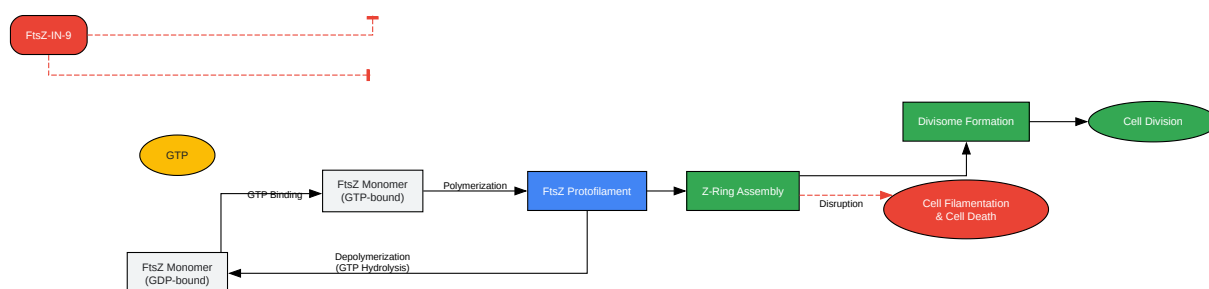 FtsZ-IN-9
GTP
GTP Binding
FtsZ Monomer
(GTP-bound)
Polymerization
FtsZ Protofilament
Z-Ring Assembly
Divisome Formation
Cell Division
Disruption
Cell Filamentation
& Cell Death
Depolymerization
(GTP Hydrolysis)
FtsZ Monomer
(GDP-bound)